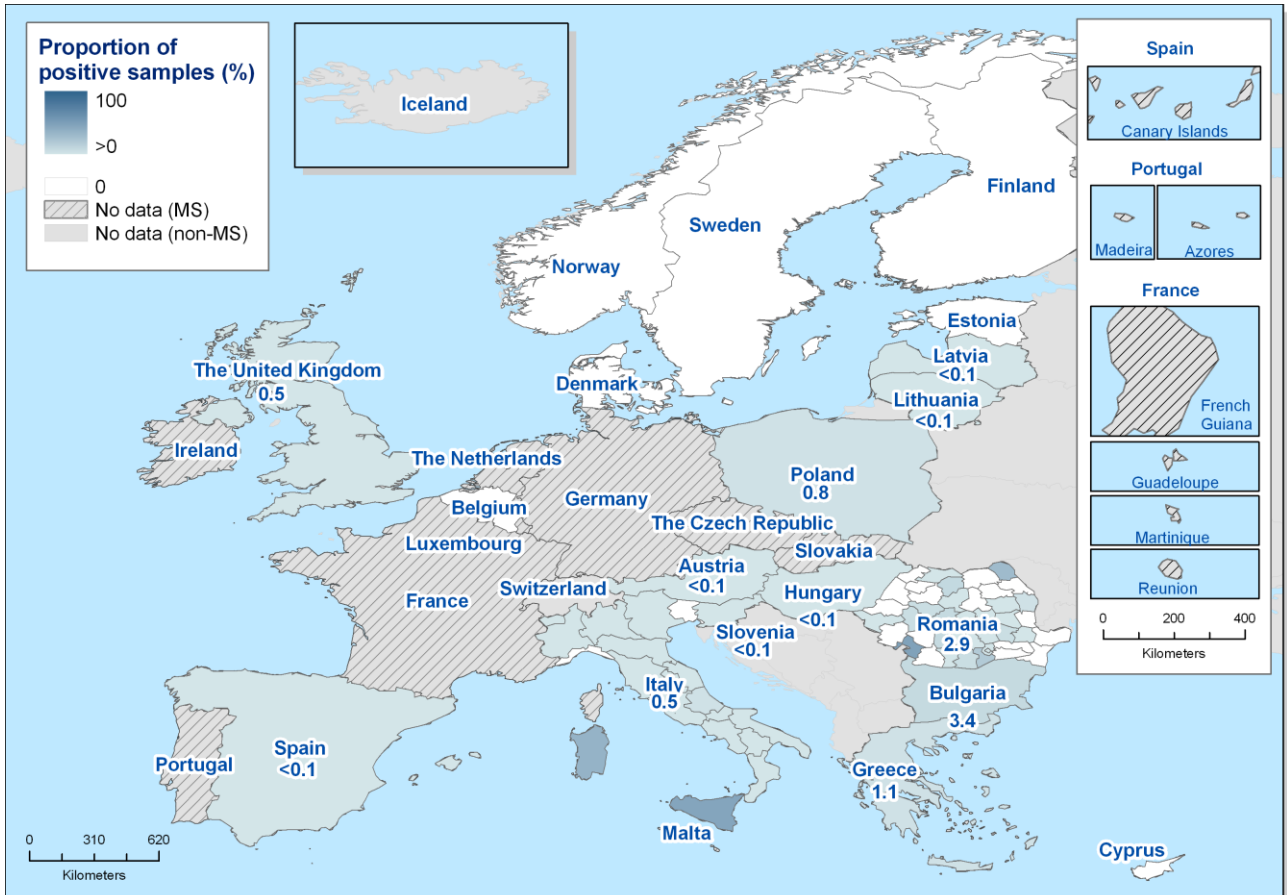 Proportion of
positive samples (%)
100
>0
0
No data (MS)
No data (non-MS)
Iceland
Finland
Sweden
Norway
Estonia
Latvia
<0.1
The United Kingdom
0.5
Denmark
Lithuania
<0.1
Ireland
The Netherlands
Poland
0.8
Germany
Belgium
The Czech Republic
Luxembourg
Slovakia
Austria
<0.1
Switzerland
Hungary
<0.1
France
Romania
2.9
Slovenia
<0.1
Italy
0.5
Bulgaria
3.4
Spain
<0.1
Portugal
Greece
1.1
Malta
Cyprus
0 310 620
Kilometers
Spain
Canary Islands
Portugal
Madeira
Azores
France
French
Guiana
Guadeloupe
Martinique
Reunion
0 200 400
Kilometers